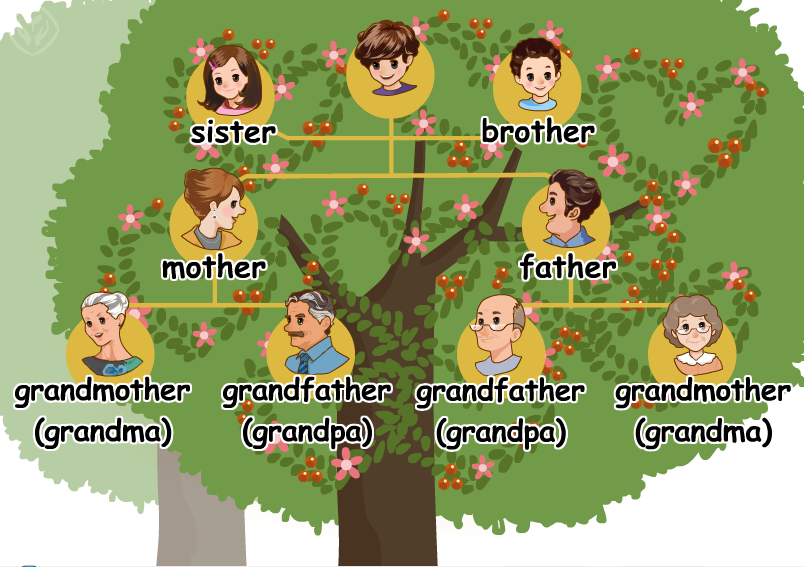 sister
brother
mother
father
grandmother
(grandma)
grandfather
(grandpa)
grandfather
(grandpa)
grandmother
(grandma)